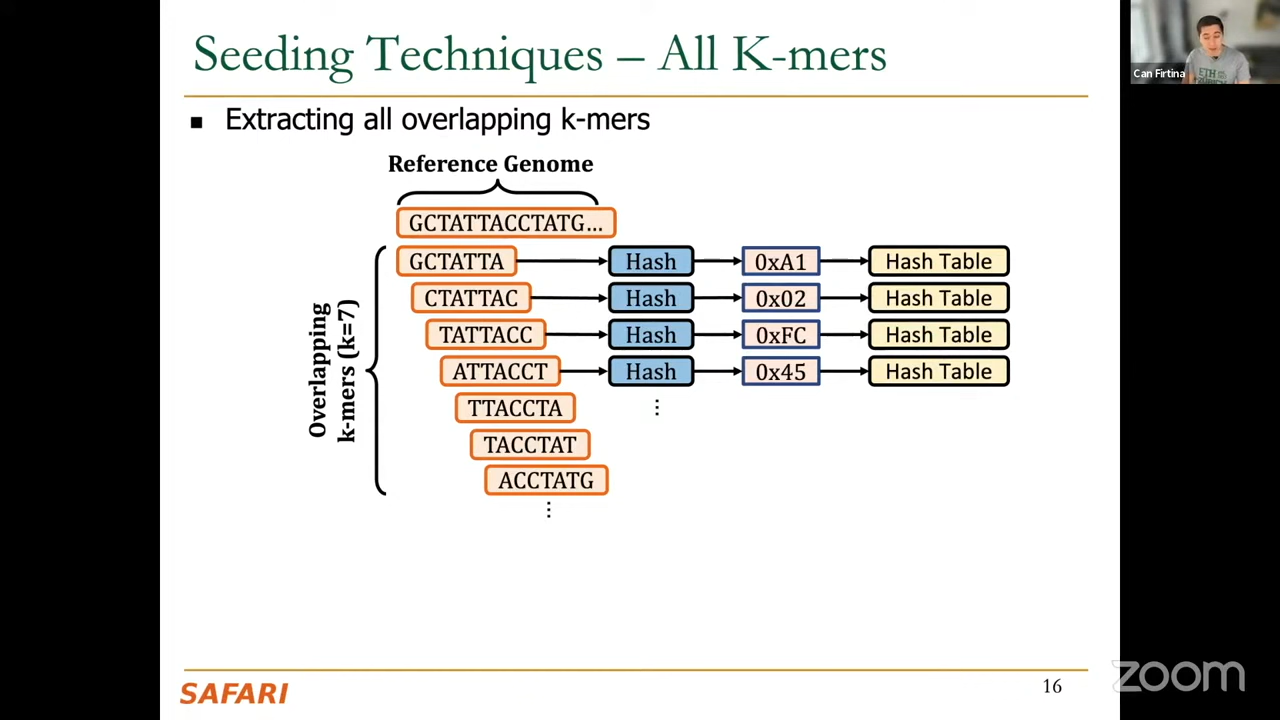 Seeding Techniques – All K-mers
Can Firtina
■ Extracting all overlapping k-mers
Reference Genome
GCTATTACCTATG...
Overlapping
k-mers (k=7)
GCTATTA Hash 0xA1 Hash Table
CTATTAC Hash 0x02 Hash Table
TATTACC Hash 0xFC Hash Table
ATTACCT Hash 0x45 Hash Table
TTACCTA ⋮
TACCTAT
ACCTATG
⋮
SAFARI
16
zoom